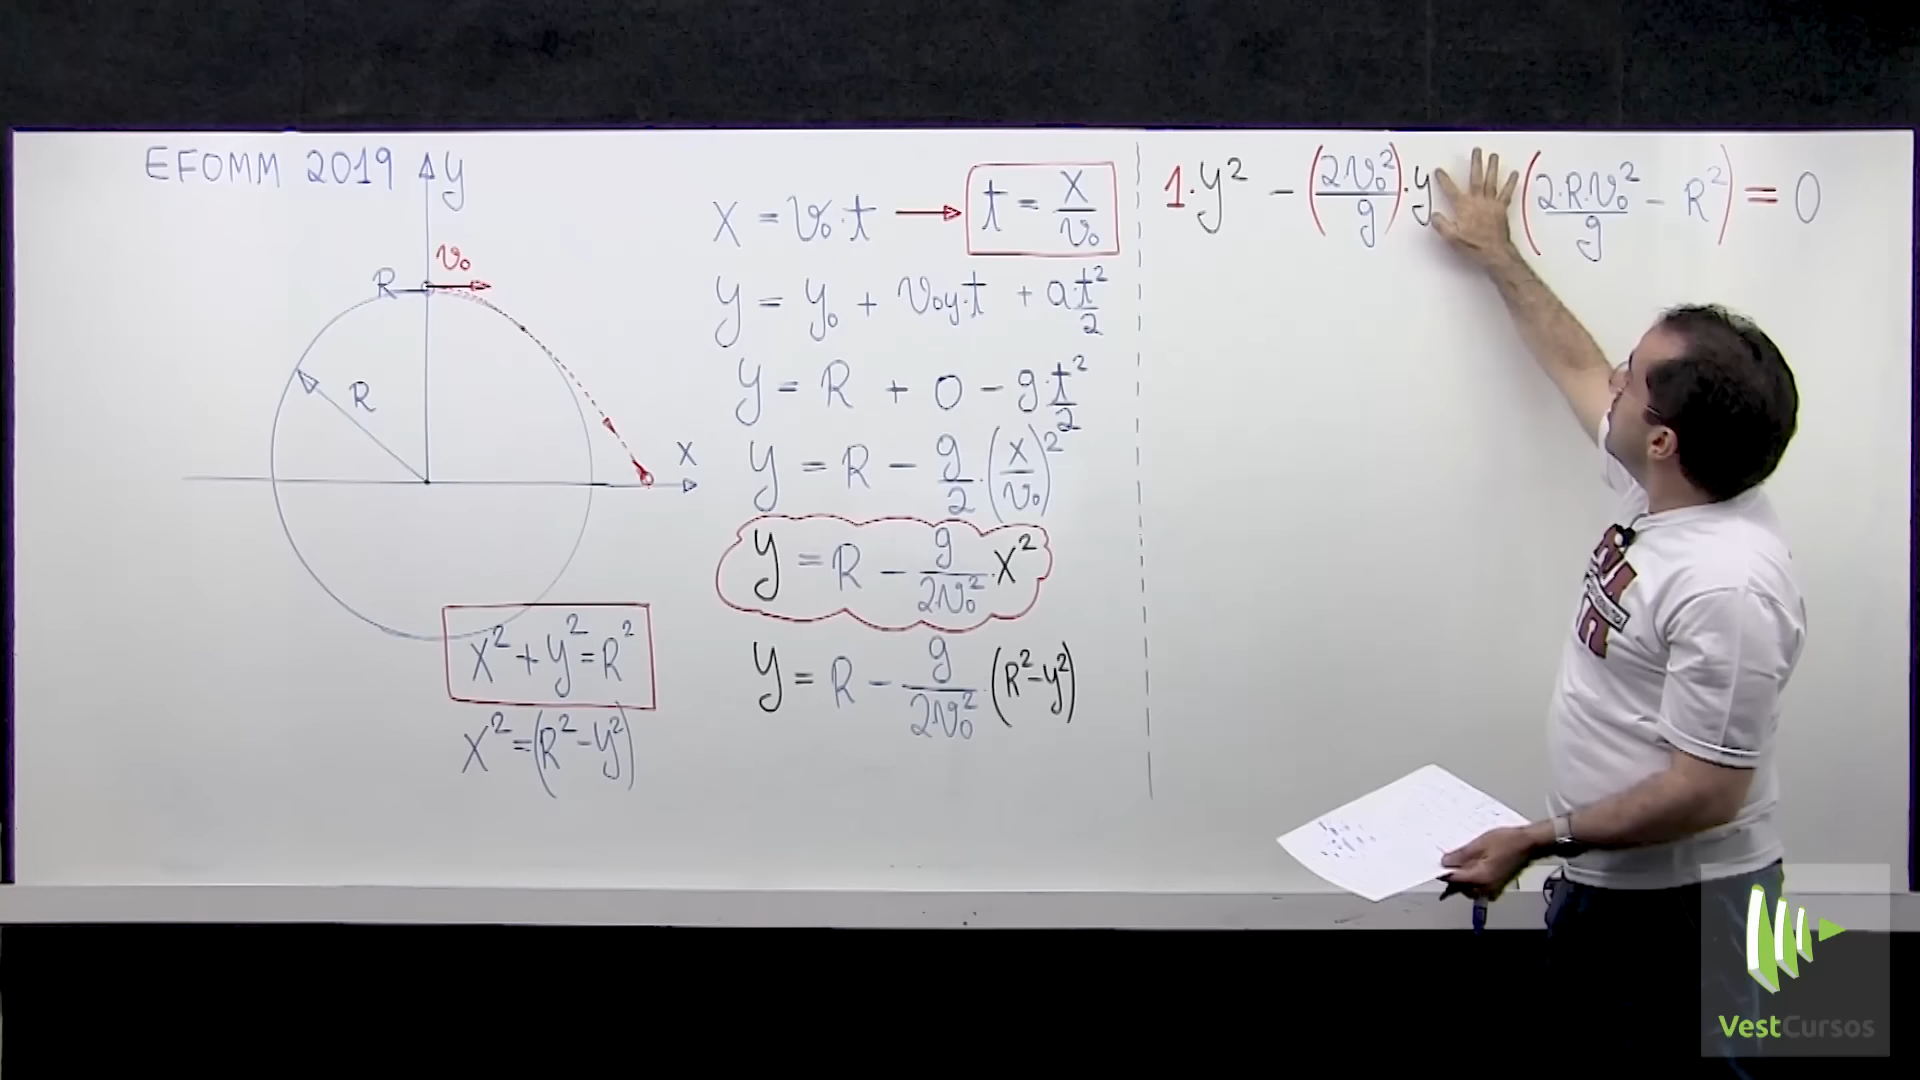 EFOMM 2019
y
v₀
R
R
x
x² + y² = R²
x² = (R² - y²)
x = v₀·t → t = x/v₀
y = y₀ + v₀y·t + at²/2
y = R + 0 - g·t²/2
y = R - g/2·(x/v₀)²
y = R - g/2v₀²·x²
y = R - g/2v₀²·(R² - y²)
1·y² - (2v₀²/g)·y (2·R·v₀²/g - R²) = 0
VestCursos